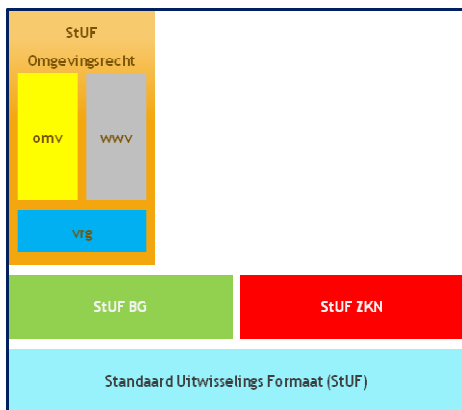 StUF
Omgevingsrecht
omv wwv
vrg
StUF BG StUF ZKN
Standaard Uitwisselings Formaat (StUF)